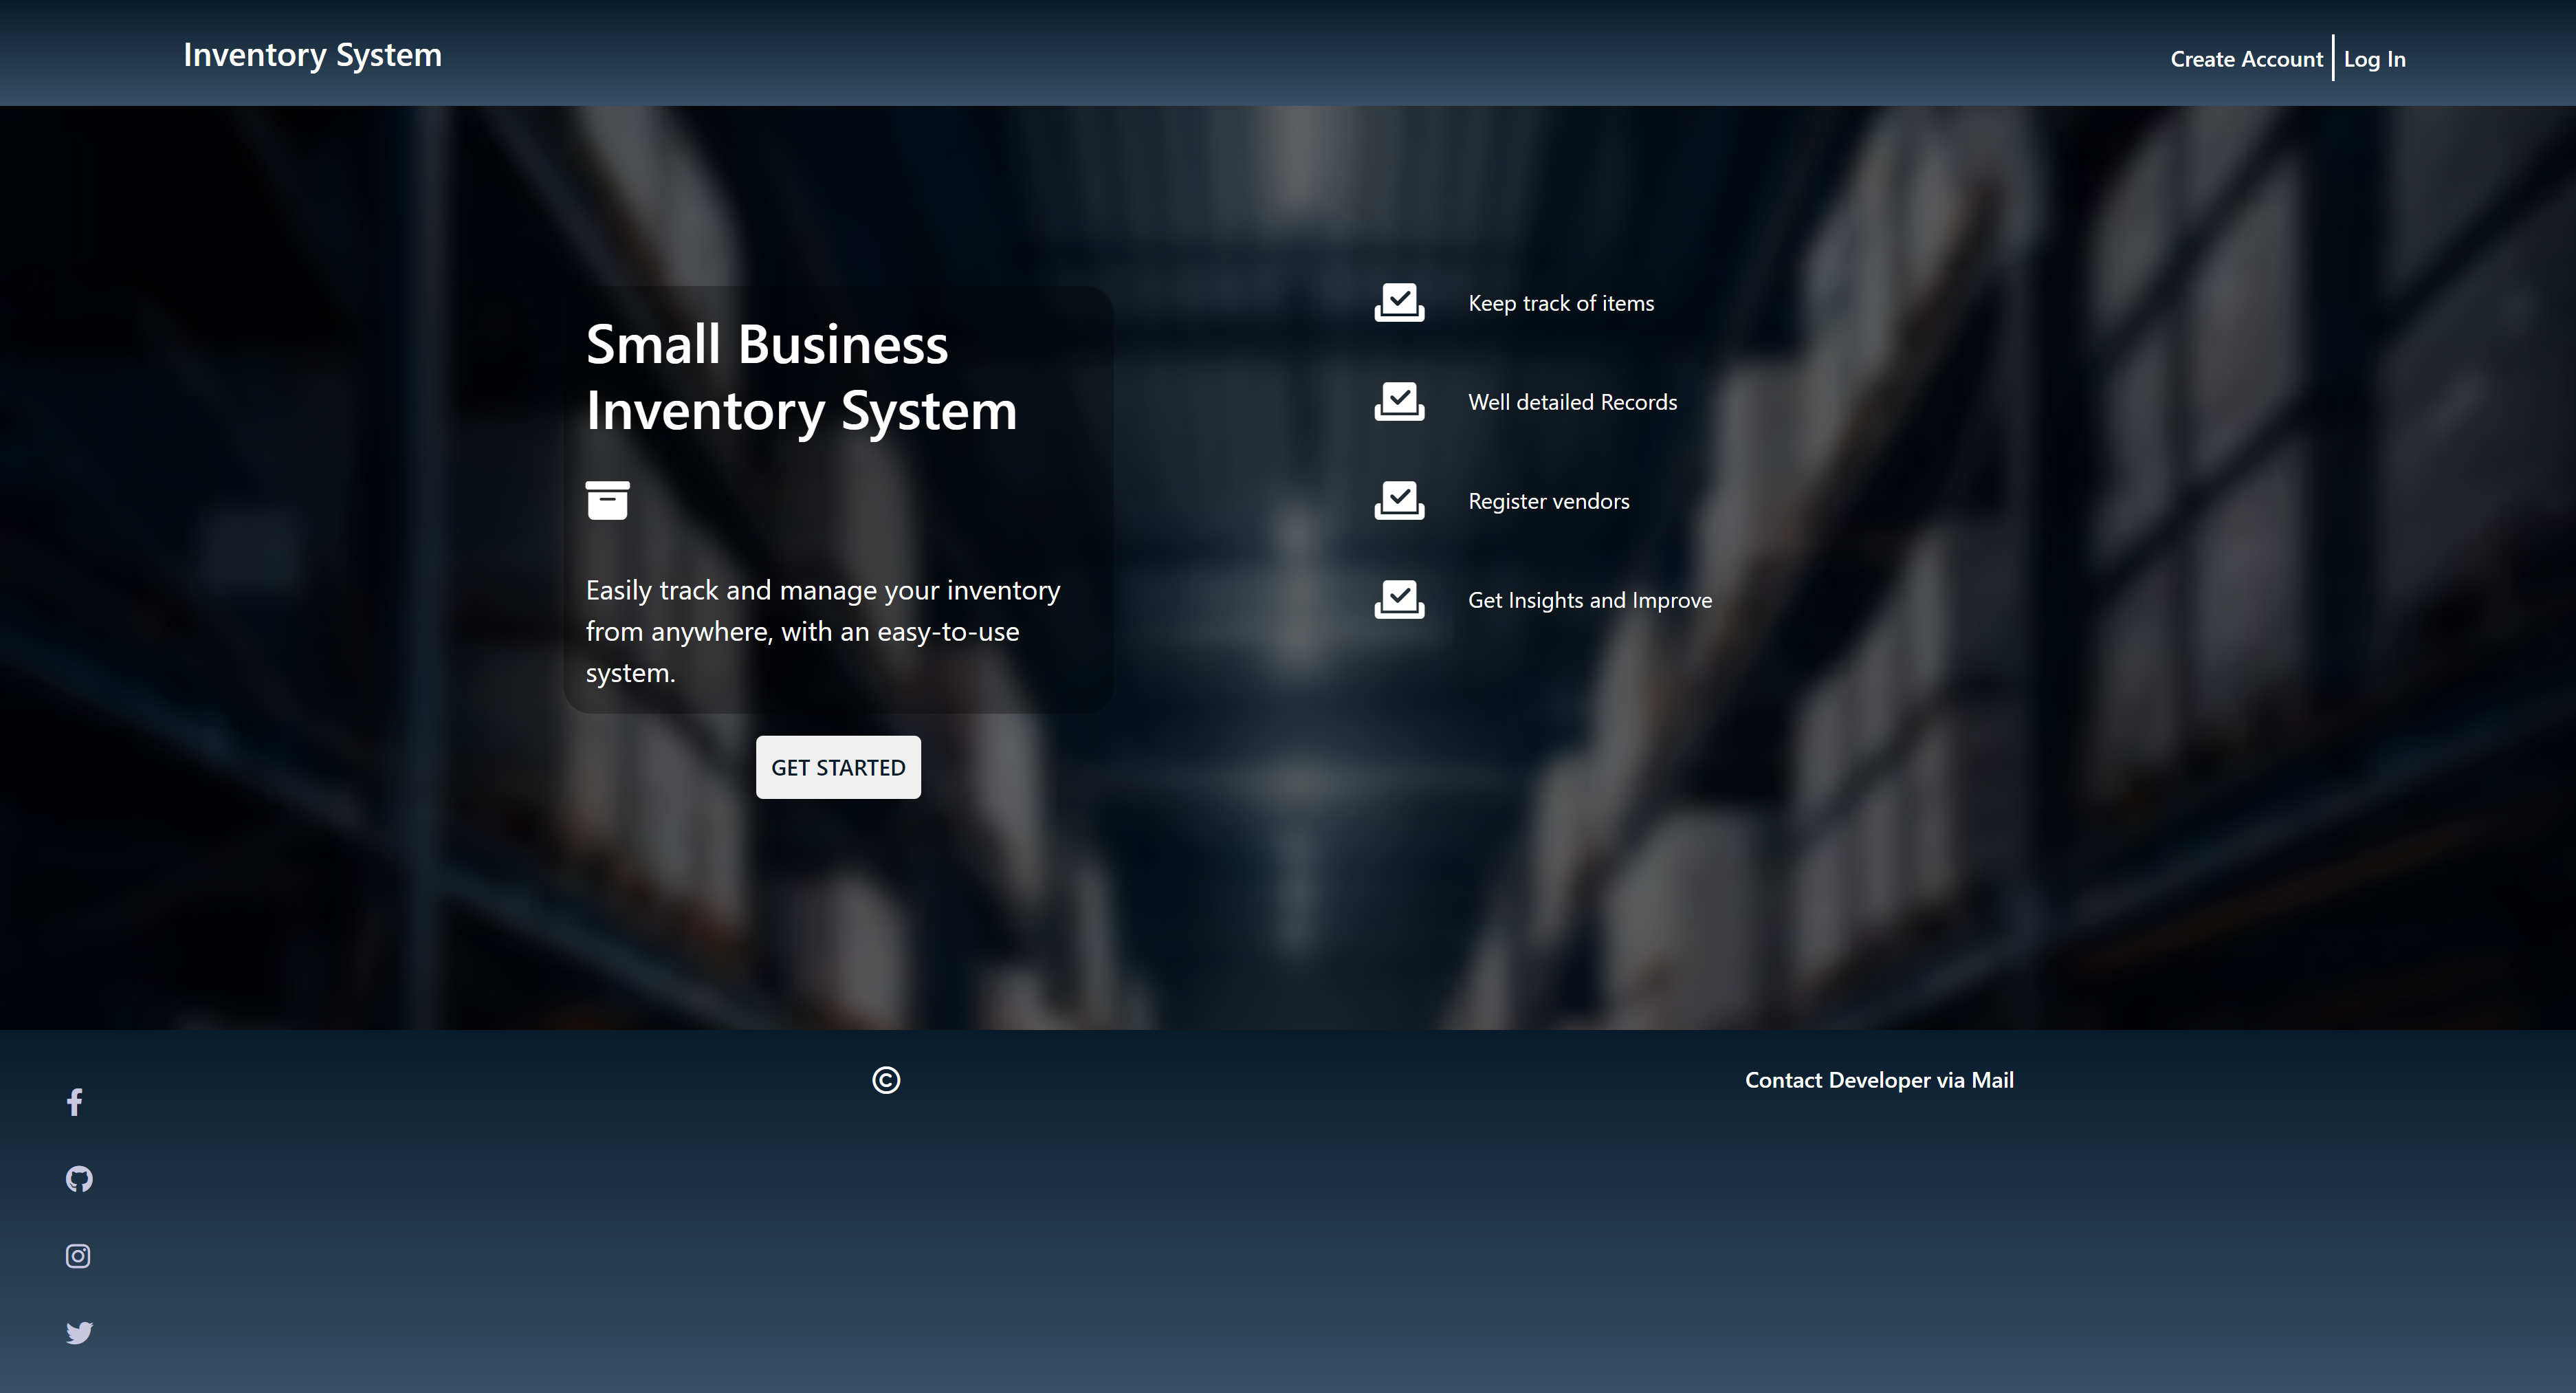 Inventory System
Create Account
Log In
Small Business
Inventory System
Easily track and manage your inventory
from anywhere, with an easy-to-use
system.
GET STARTED
Keep track of items
Well detailed Records
Register vendors
Get Insights and Improve
©
Contact Developer via Mail